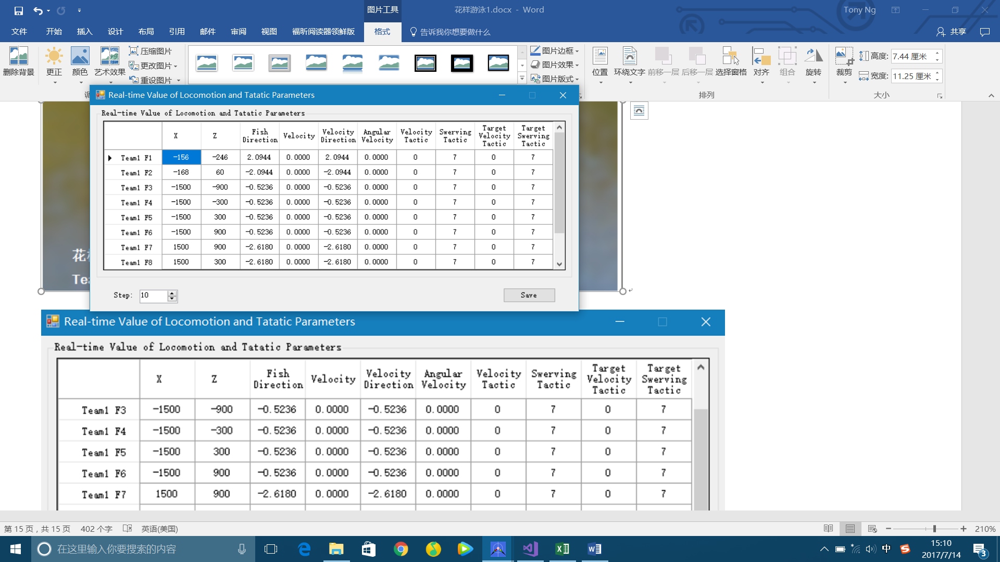 图片工具
花样游泳1.docx - Word
Tony Ng
文件 开始 插入 设计 布局 引用 邮件 审阅 视图 福昕阅读器领鲜版 格式 告诉我你想要做什么 共享
删除背景 更正 颜色 艺术效果 压缩图片 更改图片 重设图片
图片边框 图片效果 图片版式
位置 环绕文字 前移一层 后移一层 选择窗格 对齐 组合 旋转
排列
裁剪 高度: 7.44 厘米
宽度: 11.25 厘米
大小
Real-time Value of Locomotion and Tatatic Parameters
Real-time Value of Locomotion and Tatatic Parameters
X Z Fish Direction Velocity Velocity Direction Angular Velocity Velocity Tactic Swerving Tactic Target Velocity Tactic Target Swerving Tactic
Team1 F1 -156 -246 2.0944 0.0000 2.0944 0.0000 0 7 0 7
Team1 F2 -168 60 -2.0944 0.0000 -2.0944 0.0000 0 7 0 7
Team1 F3 -1500 -900 -0.5236 0.0000 -0.5236 0.0000 0 7 0 7
Team1 F4 -1500 -300 -0.5236 0.0000 -0.5236 0.0000 0 7 0 7
Team1 F5 -1500 300 -0.5236 0.0000 -0.5236 0.0000 0 7 0 7
Team1 F6 -1500 900 -0.5236 0.0000 -0.5236 0.0000 0 7 0 7
Team1 F7 1500 900 -2.6180 0.0000 -2.6180 0.0000 0 7 0 7
Team1 F8 1500 300 -2.6180 0.0000 -2.6180 0.0000 0 7 0 7
Step: 10 Save
花
Tea
Real-time Value of Locomotion and Tatatic Parameters
Real-time Value of Locomotion and Tatatic Parameters
X Z Fish Direction Velocity Velocity Direction Angular Velocity Velocity Tactic Swerving Tactic Target Velocity Tactic Target Swerving Tactic
Team1 F3 -1500 -900 -0.5236 0.0000 -0.5236 0.0000 0 7 0 7
Team1 F4 -1500 -300 -0.5236 0.0000 -0.5236 0.0000 0 7 0 7
Team1 F5 -1500 300 -0.5236 0.0000 -0.5236 0.0000 0 7 0 7
Team1 F6 -1500 900 -0.5236 0.0000 -0.5236 0.0000 0 7 0 7
Team1 F7 1500 900 -2.6180 0.0000 -2.6180 0.0000 0 7 0 7
第 15 页，共 15 页 402 个字 英语(美国) 210%
在这里输入你要搜索的内容
中
15:10
2017/7/14
3